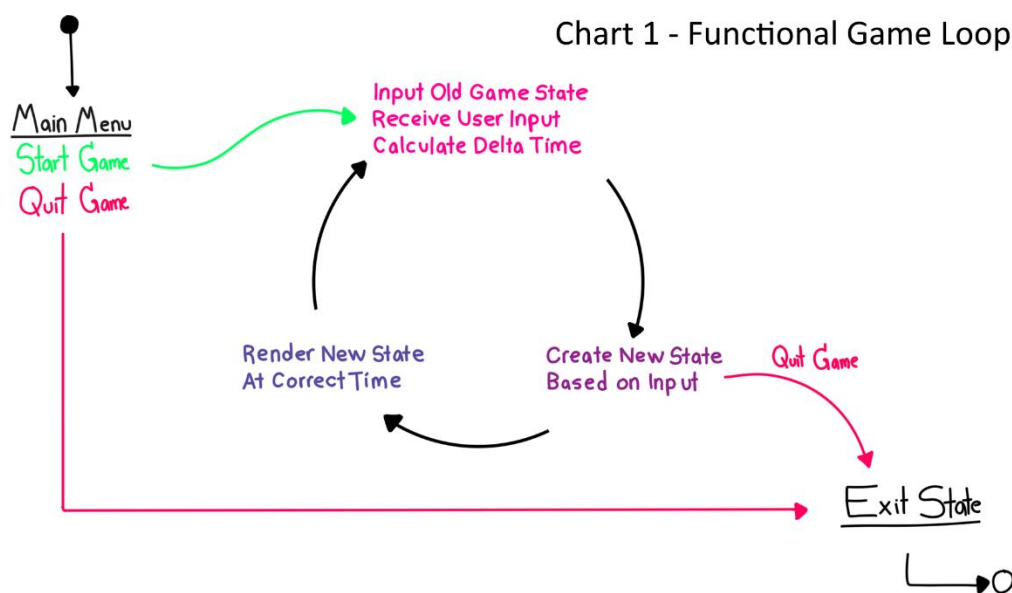 Chart 1 - Functional Game Loop
Main Menu
Start Game
Quit Game
Input Old Game State
Receive User Input
Calculate Delta Time
Render New State
At Correct Time
Create New State
Based on Input
Quit Game
Exit State